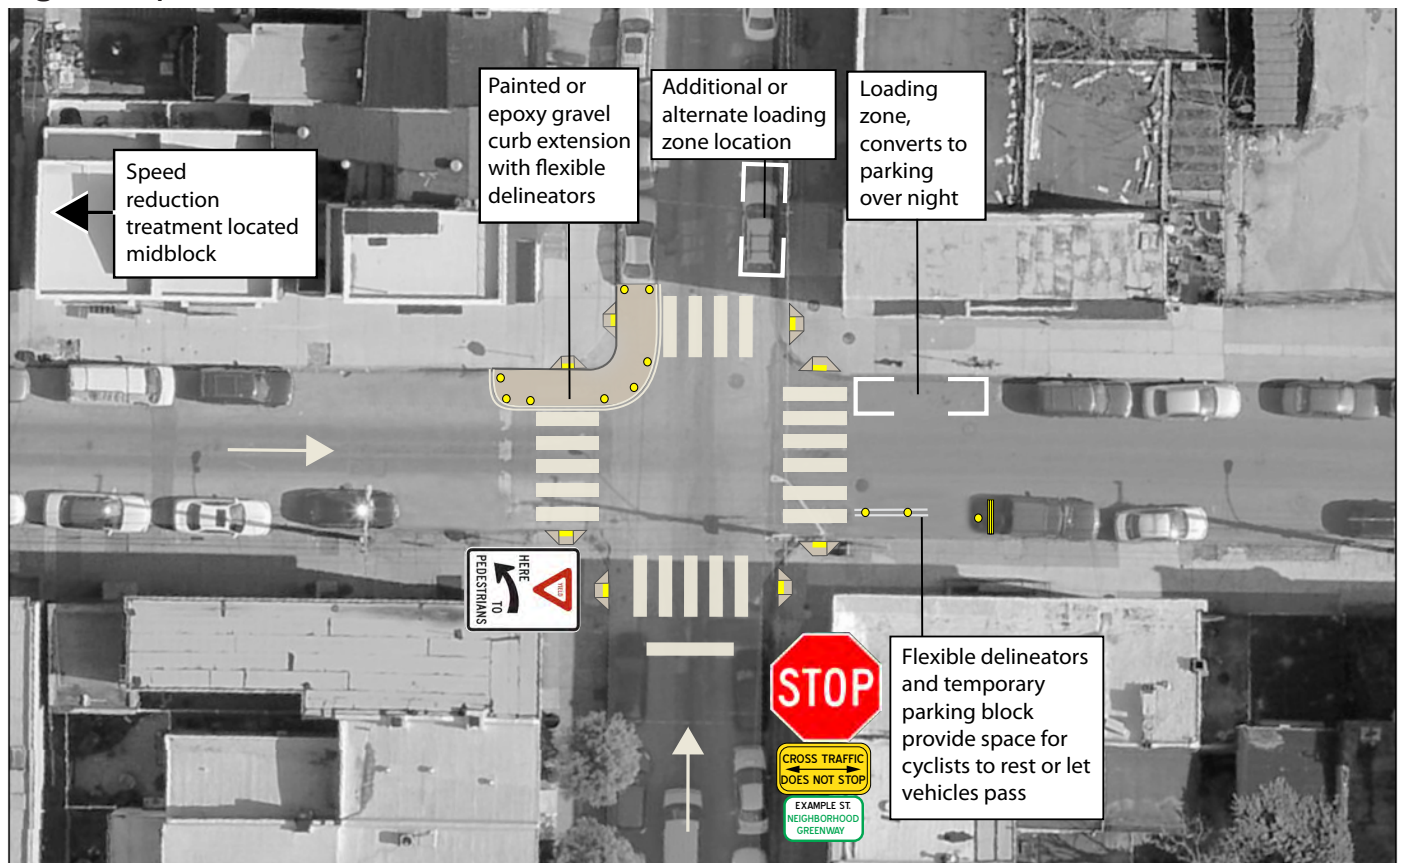 Painted or
epoxy gravel
curb extension
with flexible
delineators
Additional or
alternate loading
zone location
Loading
zone,
converts to
parking
over night
Speed
reduction
treatment located
midblock
HERE
TO
PEDESTRIANS
YIELD
STOP
CROSS TRAFFIC
DOES NOT STOP
EXAMPLE ST.
NEIGHBORHOOD
GREENWAY
Flexible delineators
and temporary
parking block
provide space for
cyclists to rest or let
vehicles pass